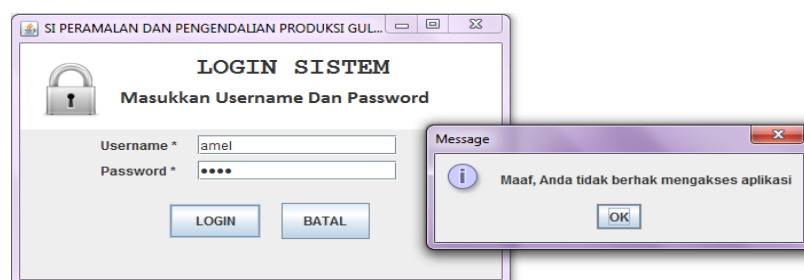 SI PERAMALAN DAN PENGENDALIAN PRODUKSI GUL...
LOGIN SISTEM
Masukkan Username Dan Password
Username * amel
Password * ••••
LOGIN BATAL
Message
Maaf, Anda tidak berhak mengakses aplikasi
OK